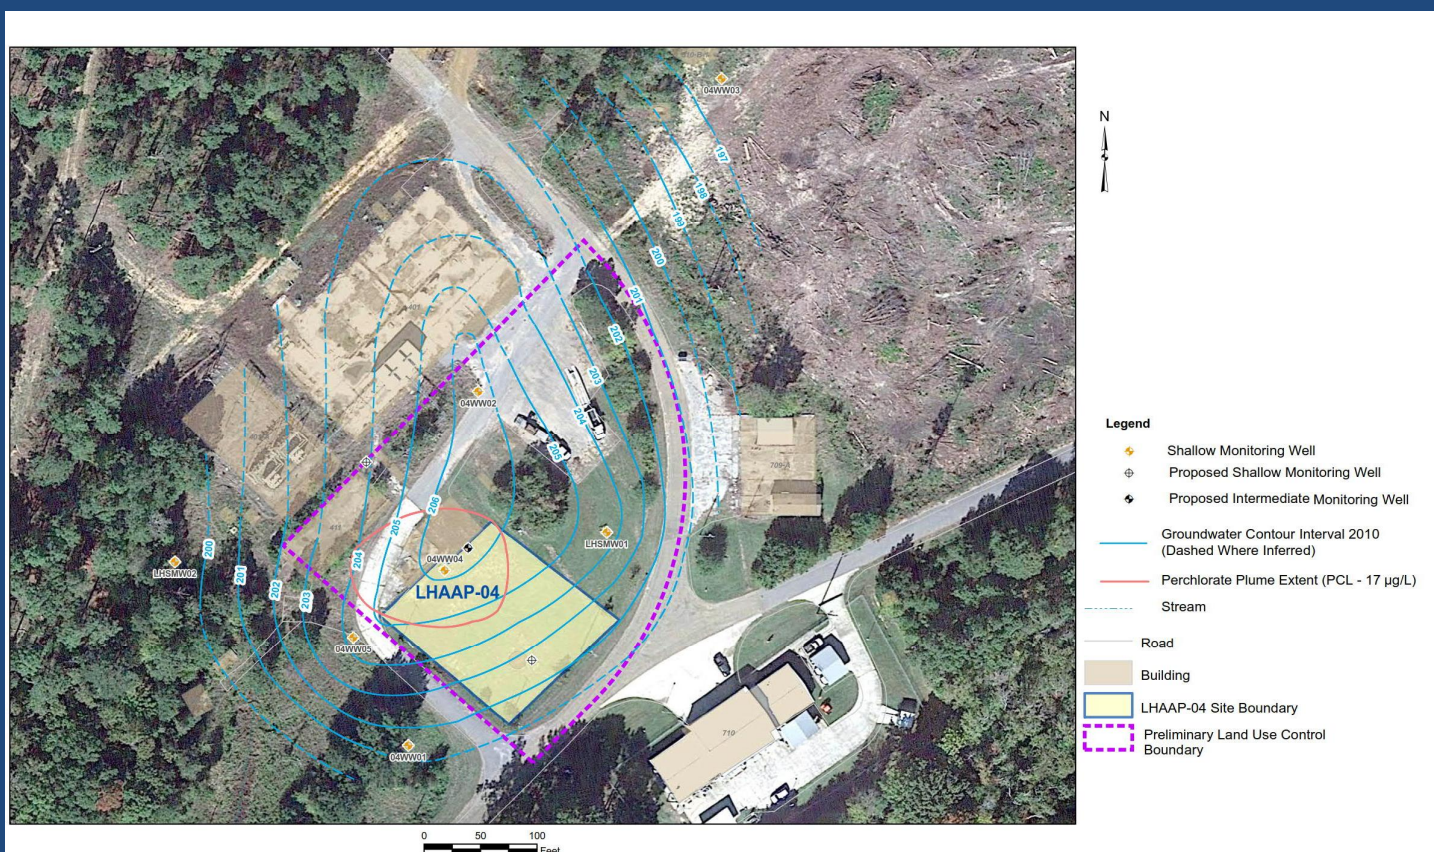 04WW03
N
197
198
199
200
201
202
401
203
04WW02
204
205
709-A
Legend
Shallow Monitoring Well
Proposed Shallow Monitoring Well
Proposed Intermediate Monitoring Well
Groundwater Contour Interval 2010
(Dashed Where Inferred)
Perchlorate Plume Extent (PCL - 17 µg/L)
Stream
Road
Building
LHAAP-04 Site Boundary
Preliminary Land Use Control
Boundary
206
205
411
LHSMW01
200
201
202
203
204
04WW04
LHSMW02
LHAAP-04
04WW05
710
04WW01
0 50 100
Feet